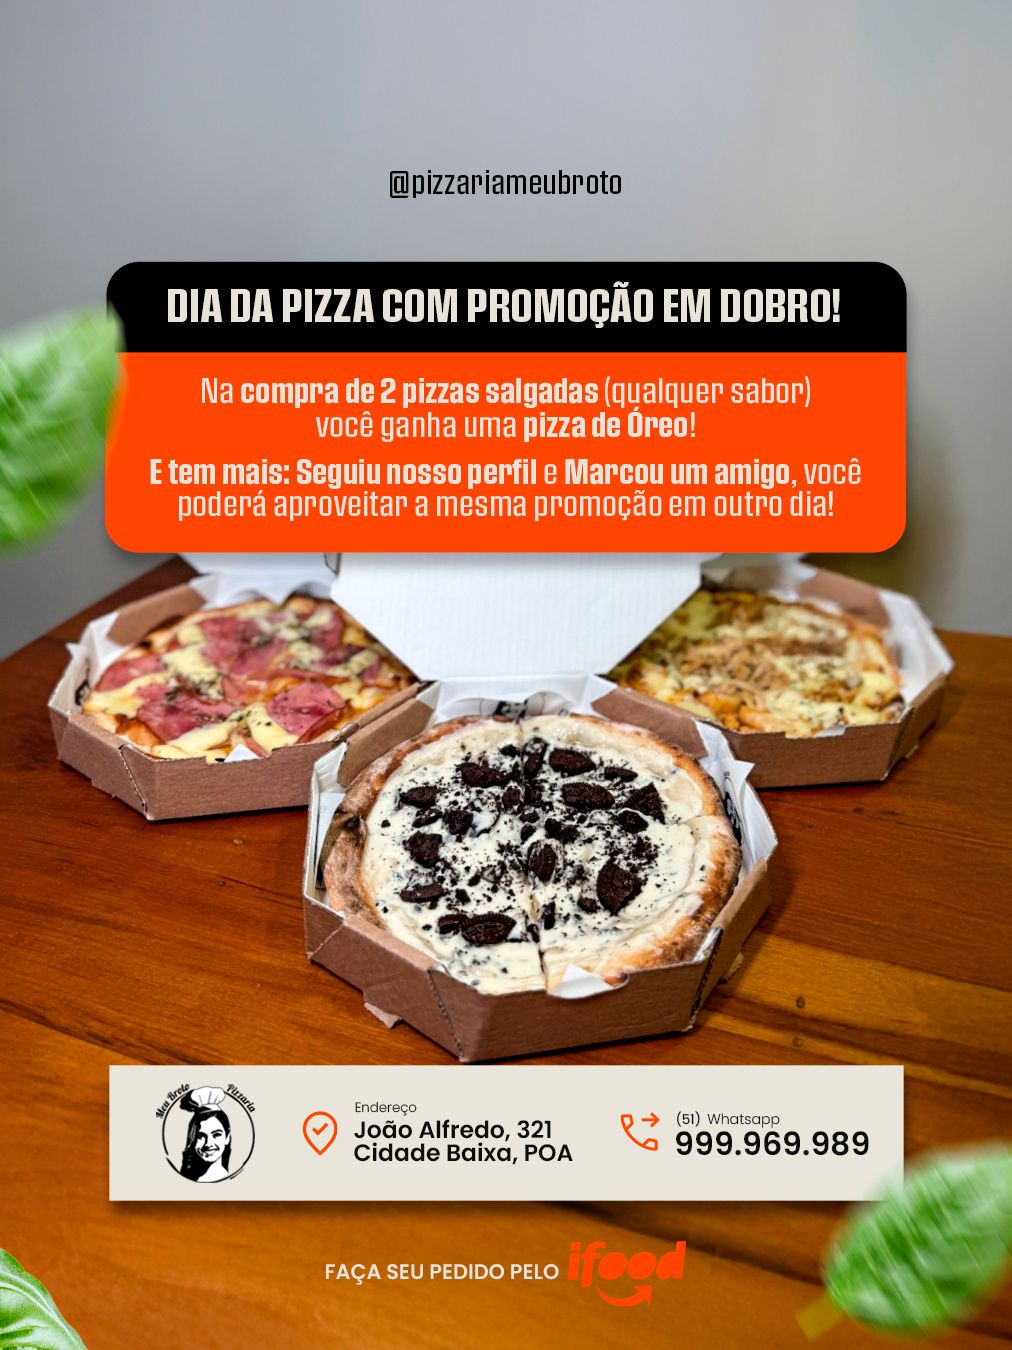 @pizzariameubroto
DIA DA PIZZA COM PROMOÇÃO EM DOBRO!
Na compra de 2 pizzas salgadas (qualquer sabor)
você ganha uma pizza de Óreo!
E tem mais: Seguiu nosso perfil e Marcou um amigo, você
poderá aproveitar a mesma promoção em outro dia!
Meu Broto Pizzaria
Endereço
João Alfredo, 321
Cidade Baixa, POA
(51) Whatsapp
999.969.989
FAÇA SEU PEDIDO PELO ifood